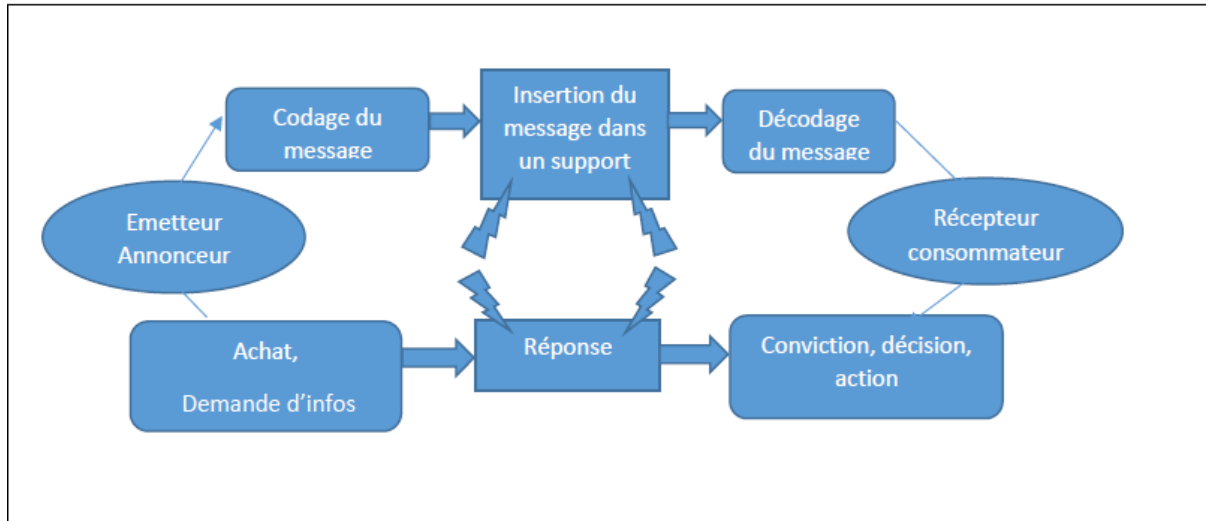 Codage du
message
Insertion du
message dans
un support
Décodage
du message
Emetteur
Annonceur
Récepteur
consommateur
Achat,
Demande d’infos
Réponse
Conviction, décision,
action